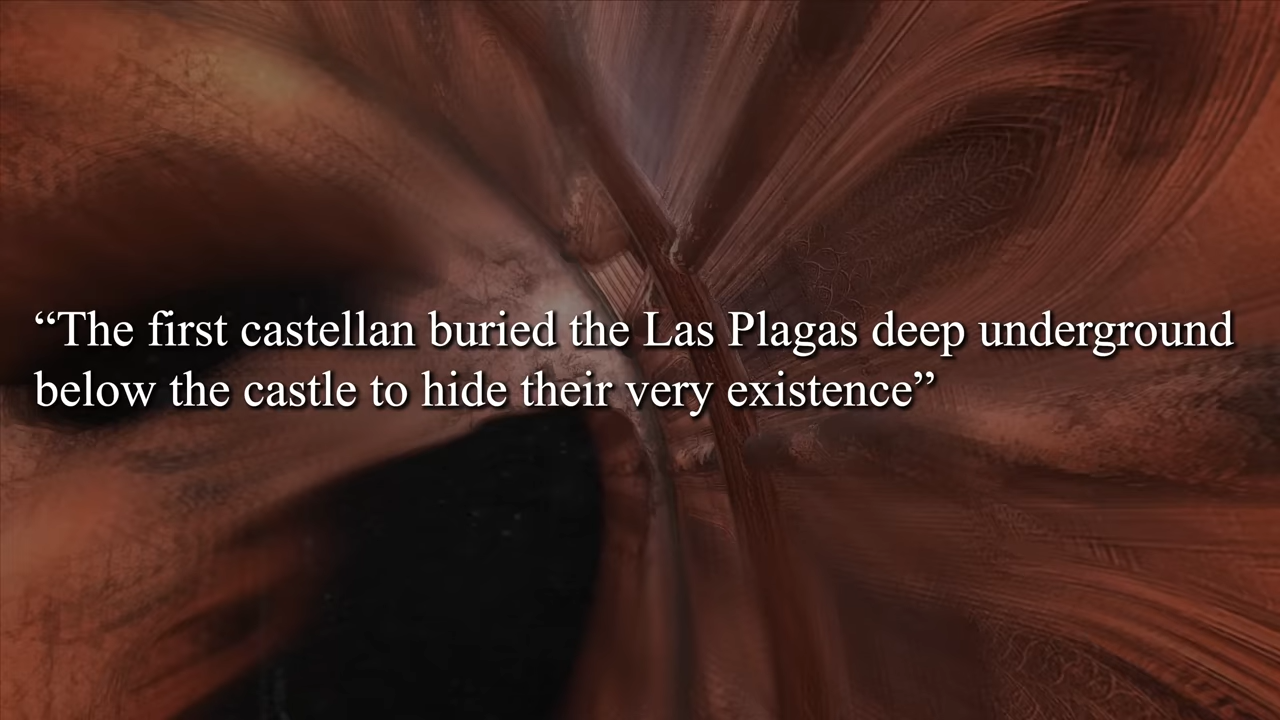 “The first castellan buried the Las Plagas deep underground
below the castle to hide their very existence”